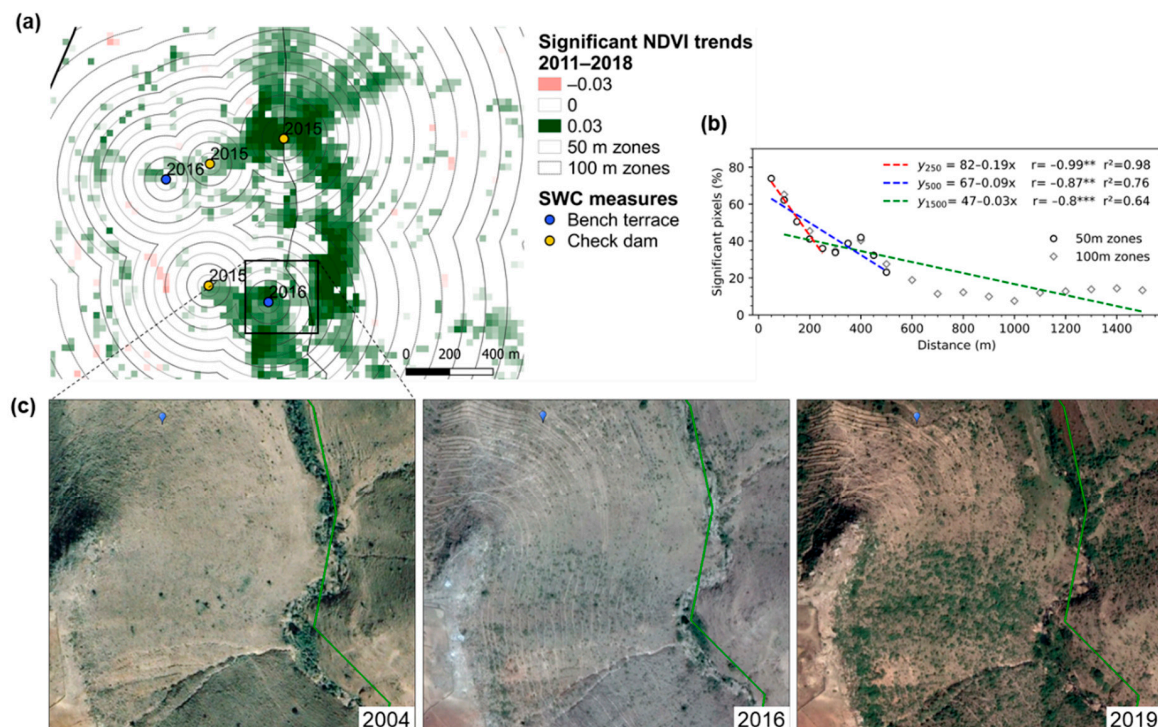 (a)
Significant NDVI trends
2011–2018
–0.03
0
0.03
50 m zones
100 m zones
SWC measures
Bench terrace
Check dam
2015
2015
2016
2015
2016
0 200 400 m
(b)
y250 = 82–0.19x r= –0.99** r²=0.98
y500 = 67–0.09x r= –0.87** r²=0.76
y1500 = 47–0.03x r= –0.8*** r²=0.64
50m zones
100m zones
Significant pixels (%)
80
60
40
20
0
0 200 400 600 800 1000 1200 1400
Distance (m)
(c)
2004
2016
2019